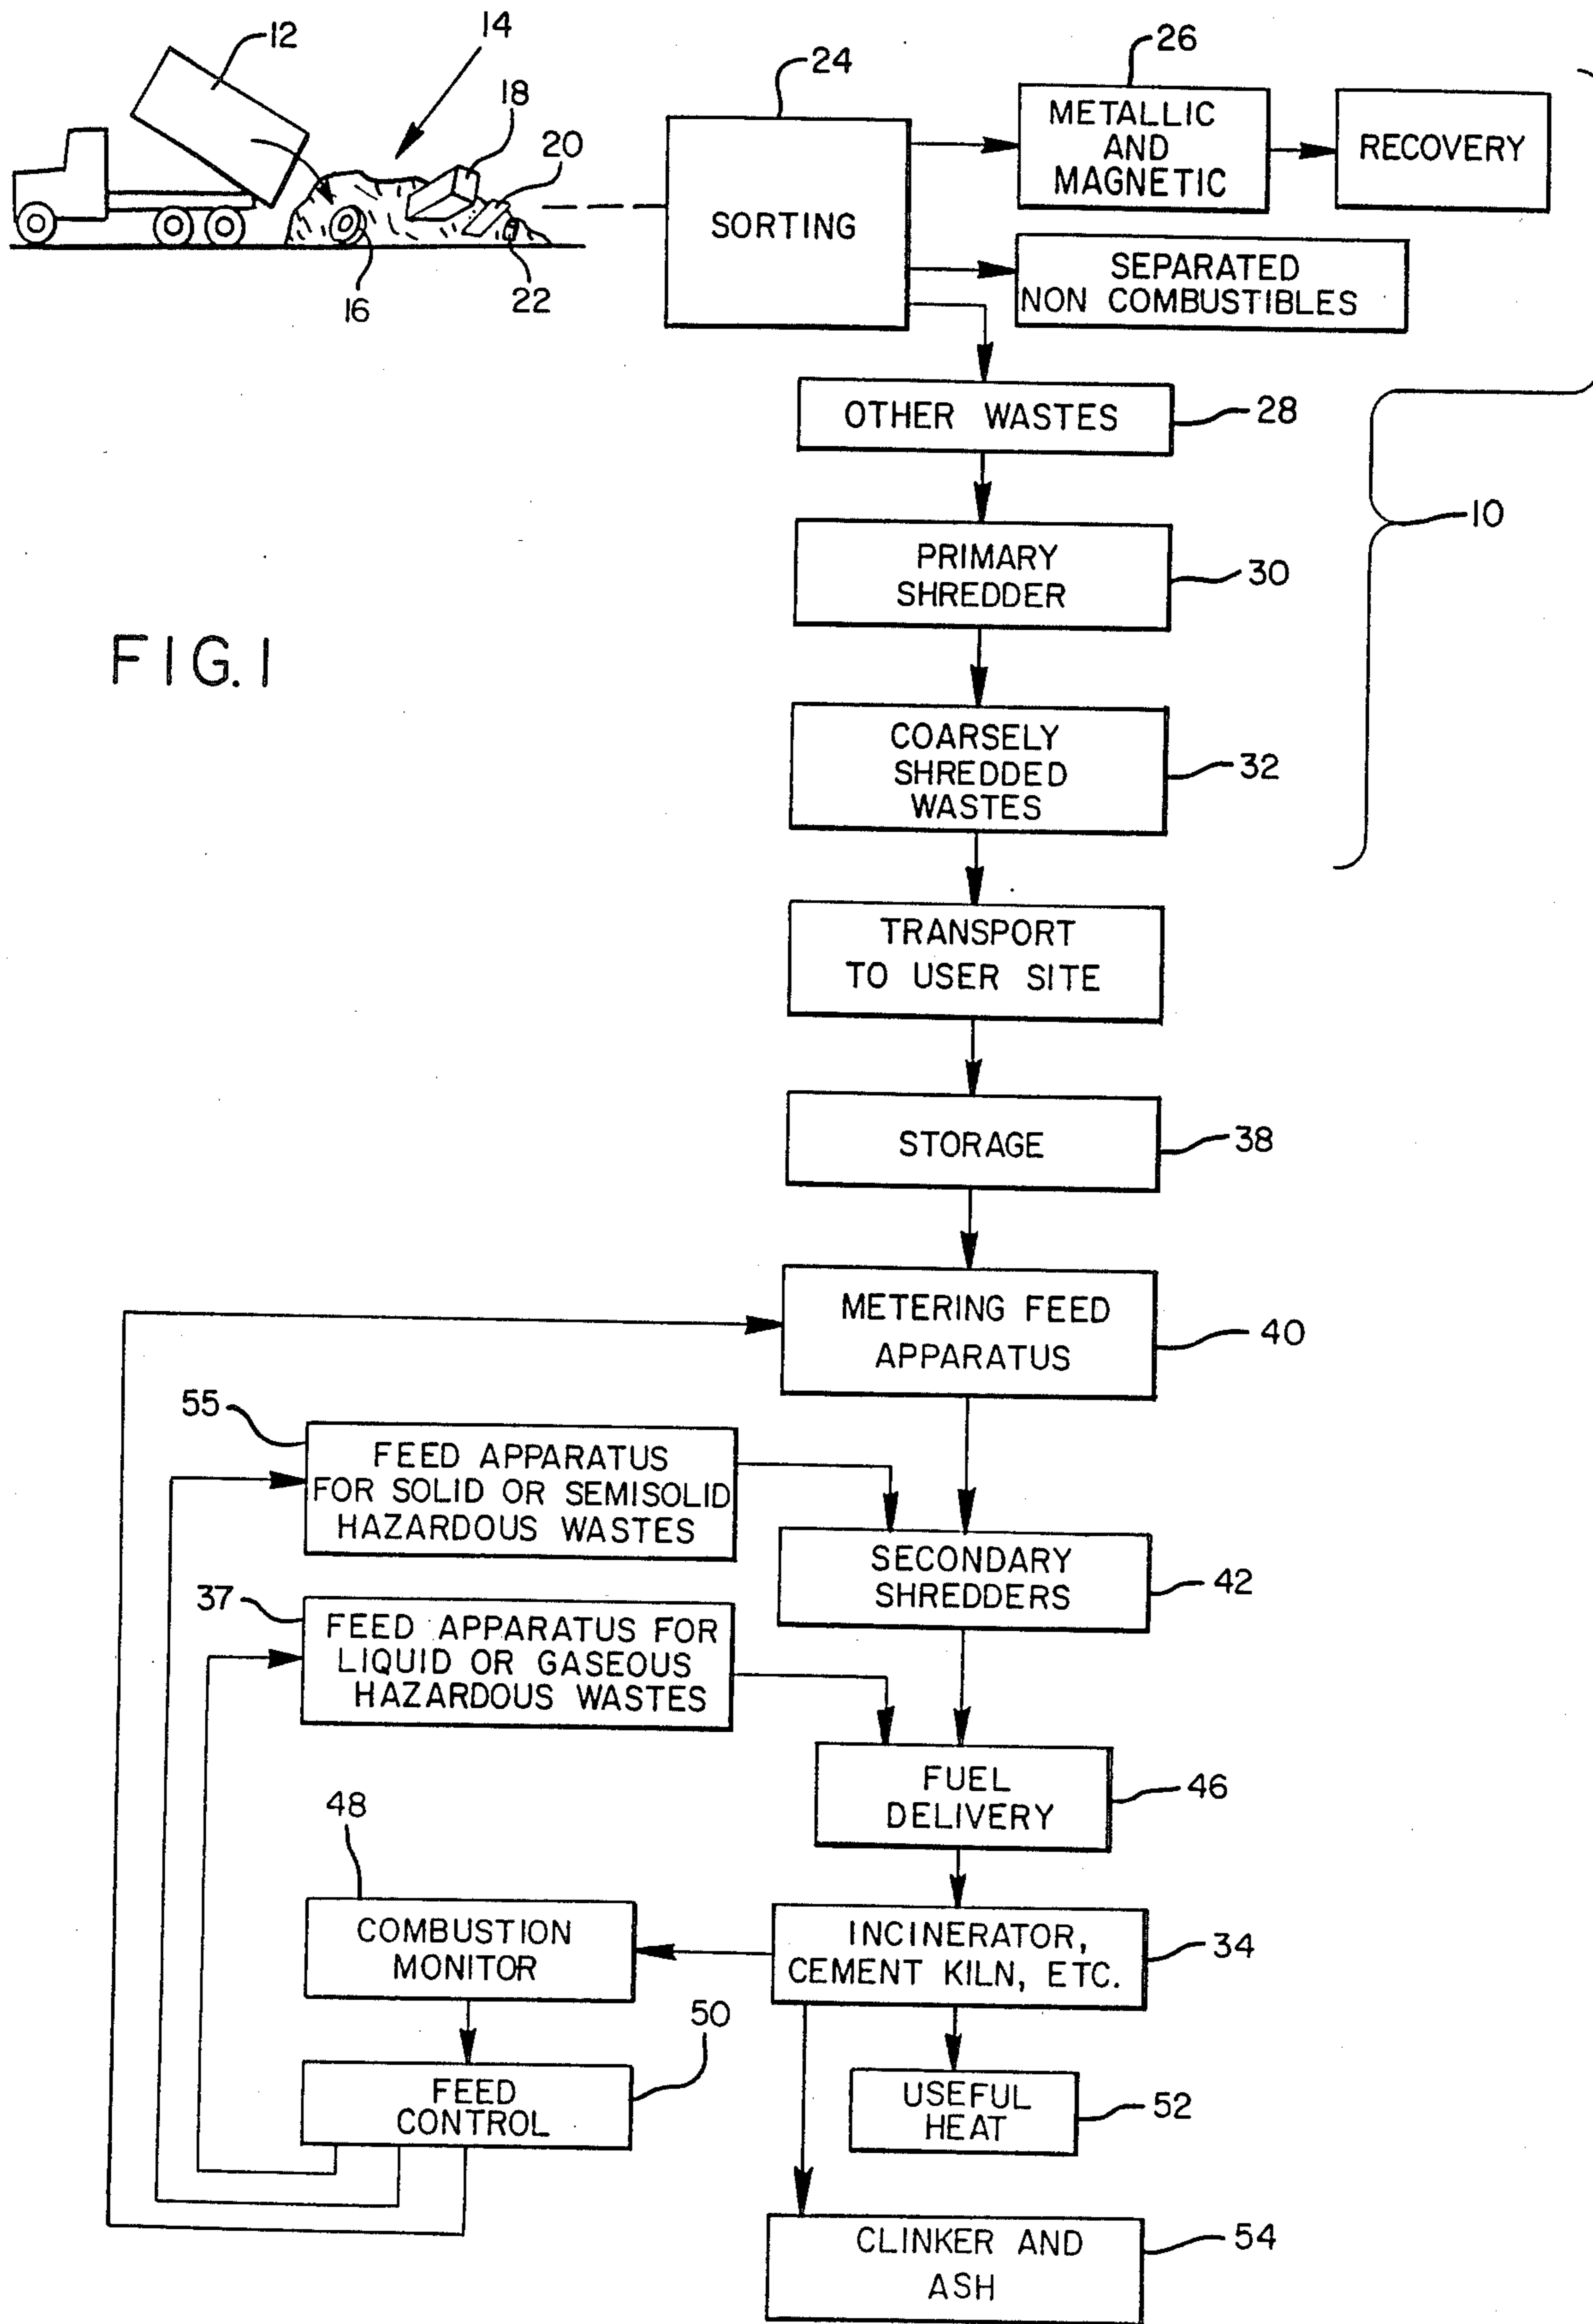 12
14
18
20
16
22
24
SORTING
26
METALLIC
AND
MAGNETIC
RECOVERY
SEPARATED
NON COMBUSTIBLES
OTHER WASTES
28
10
PRIMARY
SHREDDER
30
FIG. 1
COARSELY
SHREDDED
WASTES
32
TRANSPORT
TO USER SITE
STORAGE
38
METERING FEED
APPARATUS
40
55
FEED APPARATUS
FOR SOLID OR SEMISOLID
HAZARDOUS WASTES
SECONDARY
SHREDDERS
42
37
FEED APPARATUS FOR
LIQUID OR GASEOUS
HAZARDOUS WASTES
FUEL
DELIVERY
46
48
COMBUSTION
MONITOR
INCINERATOR,
CEMENT KILN, ETC.
34
50
FEED
CONTROL
USEFUL
HEAT
52
CLINKER AND
ASH
54